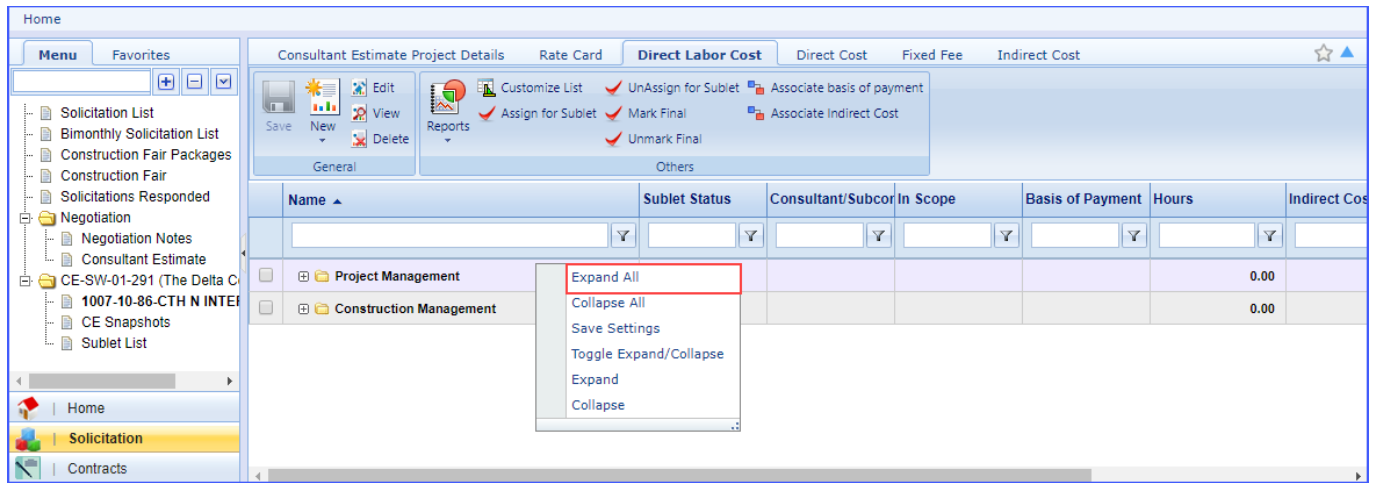 Home
Menu Favorites
Solicitation List
Bimonthly Solicitation List
Construction Fair Packages
Construction Fair
Solicitations Responded
Negotiation
Negotiation Notes
Consultant Estimate
CE-SW-01-291 (The Delta C
1007-10-86-CTH N INTER
CE Snapshots
Sublet List
Home
Solicitation
Contracts
Consultant Estimate Project Details Rate Card Direct Labor Cost Direct Cost Fixed Fee Indirect Cost
Save
New
Edit
View
Delete
General
Reports
Customize List
Assign for Sublet
UnAssign for Sublet
Mark Final
Unmark Final
Associate basis of payment
Associate Indirect Cost
Others
Name Sublet Status Consultant/Subcor In Scope Basis of Payment Hours Indirect Cos
Project Management 0.00
Construction Management 0.00
Expand All
Collapse All
Save Settings
Toggle Expand/Collapse
Expand
Collapse